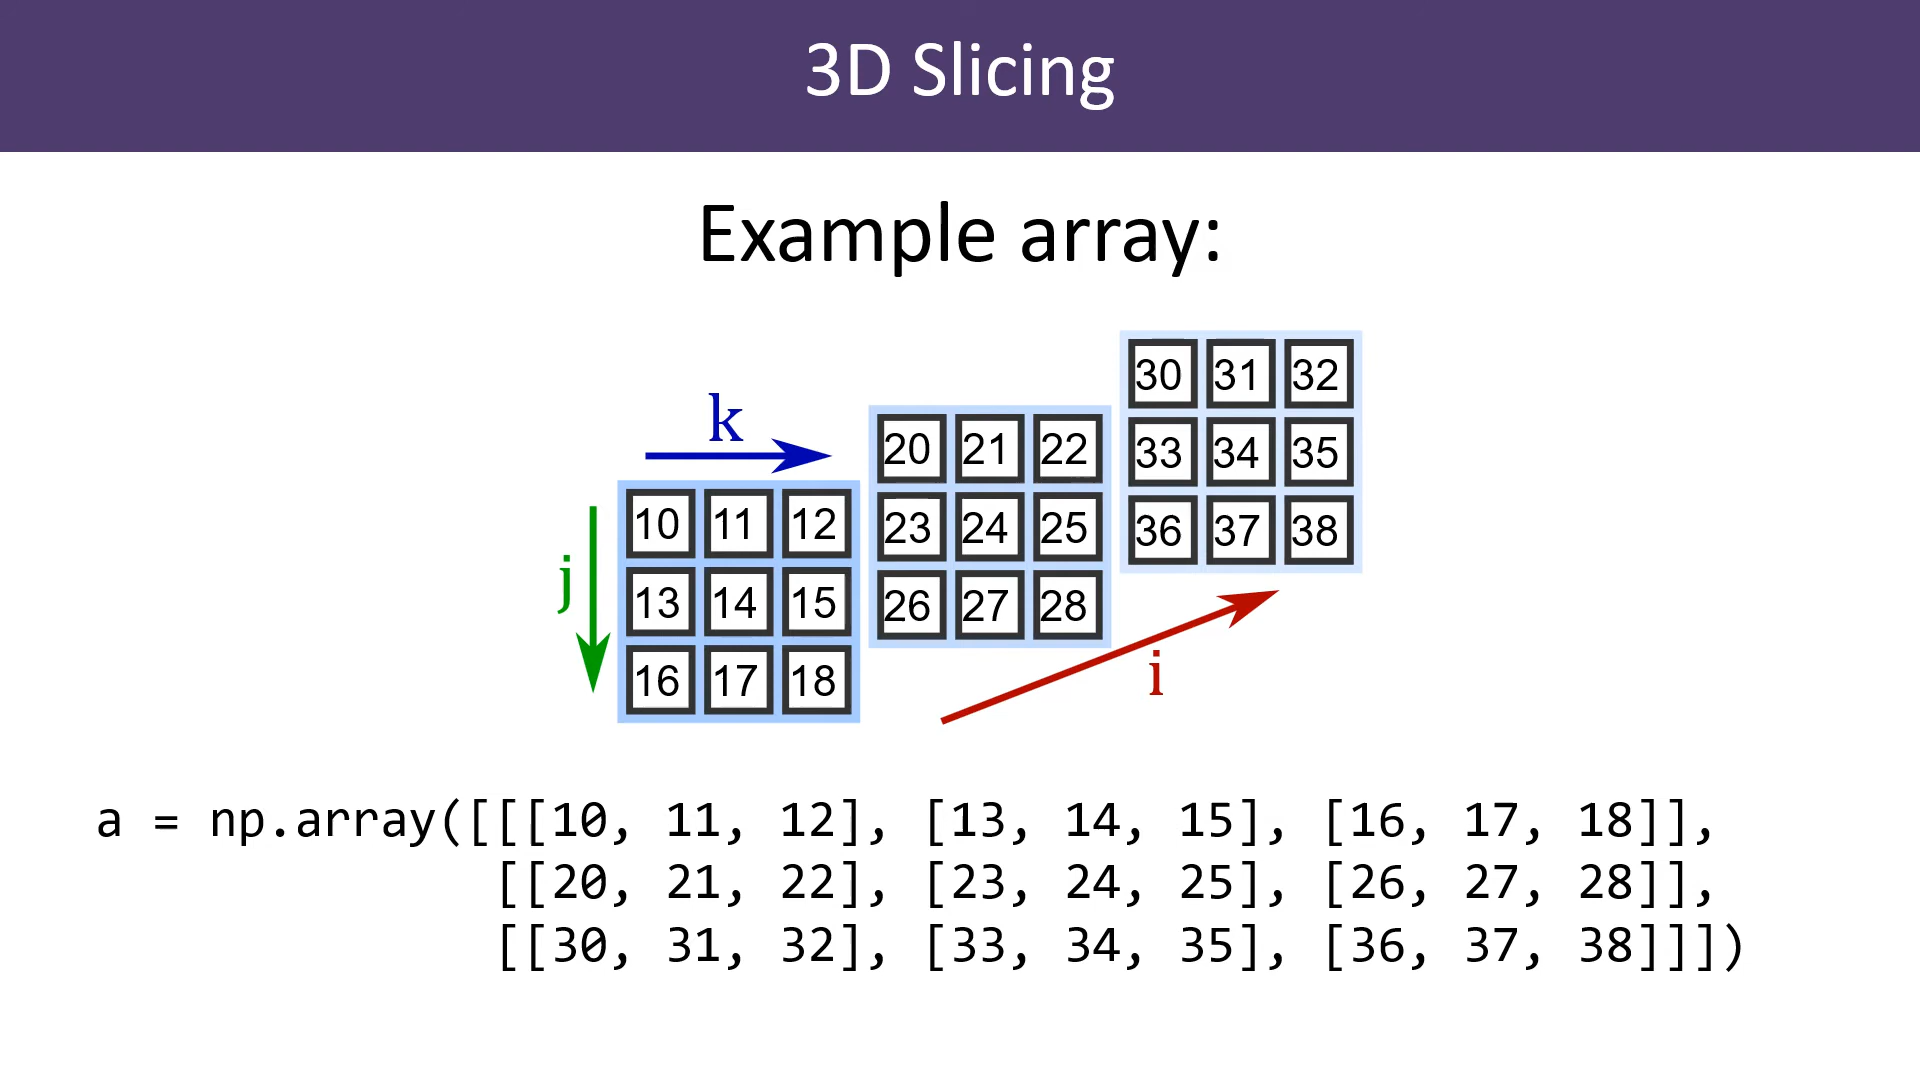 3D Slicing
Example array:
k
j
i
10 11 12
13 14 15
16 17 18
20 21 22
23 24 25
26 27 28
30 31 32
33 34 35
36 37 38
a = np.array([[[10, 11, 12], [13, 14, 15], [16, 17, 18]],
[[20, 21, 22], [23, 24, 25], [26, 27, 28]],
[[30, 31, 32], [33, 34, 35], [36, 37, 38]]])